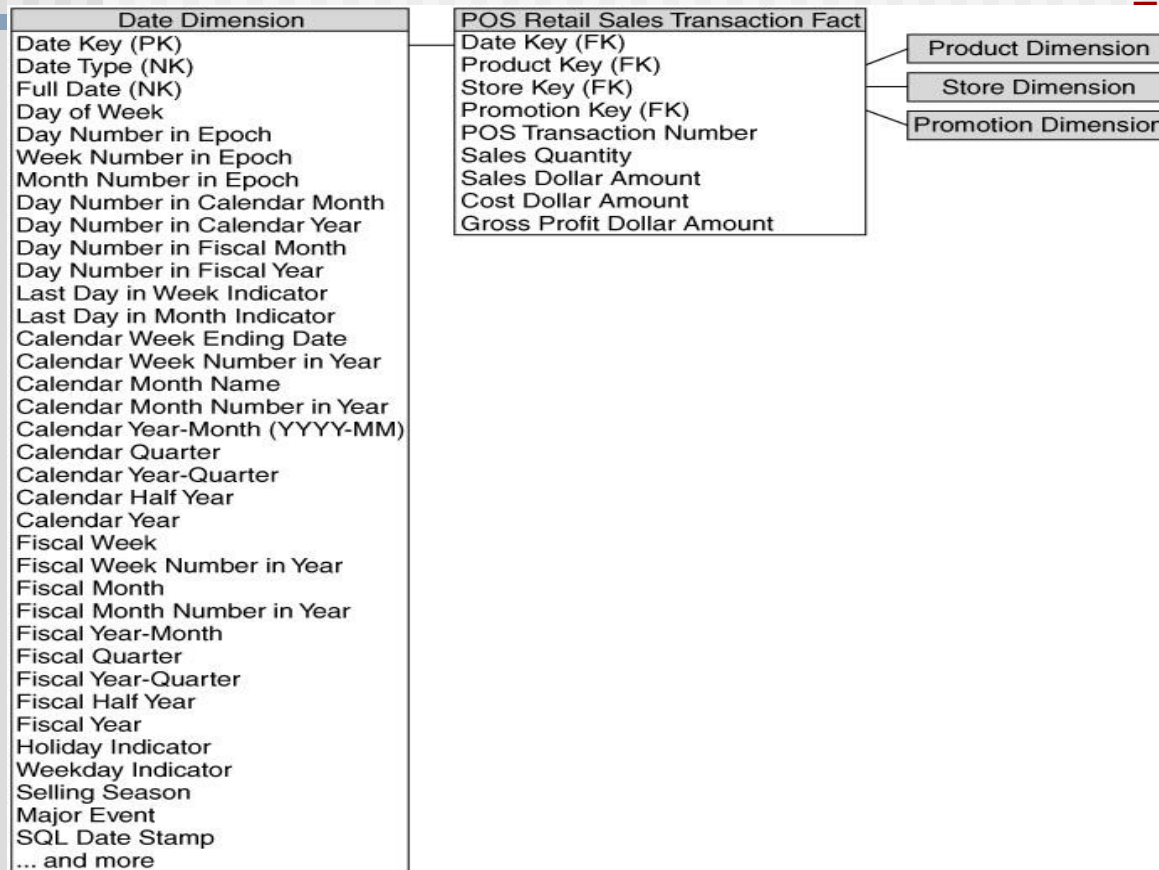 Date Dimension
Date Key (PK)
Date Type (NK)
Full Date (NK)
Day of Week
Day Number in Epoch
Week Number in Epoch
Month Number in Epoch
Day Number in Calendar Month
Day Number in Calendar Year
Day Number in Fiscal Month
Day Number in Fiscal Year
Last Day in Week Indicator
Last Day in Month Indicator
Calendar Week Ending Date
Calendar Week Number in Year
Calendar Month Name
Calendar Month Number in Year
Calendar Year-Month (YYYY-MM)
Calendar Quarter
Calendar Year-Quarter
Calendar Half Year
Calendar Year
Fiscal Week
Fiscal Week Number in Year
Fiscal Month
Fiscal Month Number in Year
Fiscal Year-Month
Fiscal Quarter
Fiscal Year-Quarter
Fiscal Half Year
Fiscal Year
Holiday Indicator
Weekday Indicator
Selling Season
Major Event
SQL Date Stamp
... and more
POS Retail Sales Transaction Fact
Date Key (FK)
Product Key (FK)
Store Key (FK)
Promotion Key (FK)
POS Transaction Number
Sales Quantity
Sales Dollar Amount
Cost Dollar Amount
Gross Profit Dollar Amount
Product Dimension
Store Dimension
Promotion Dimension